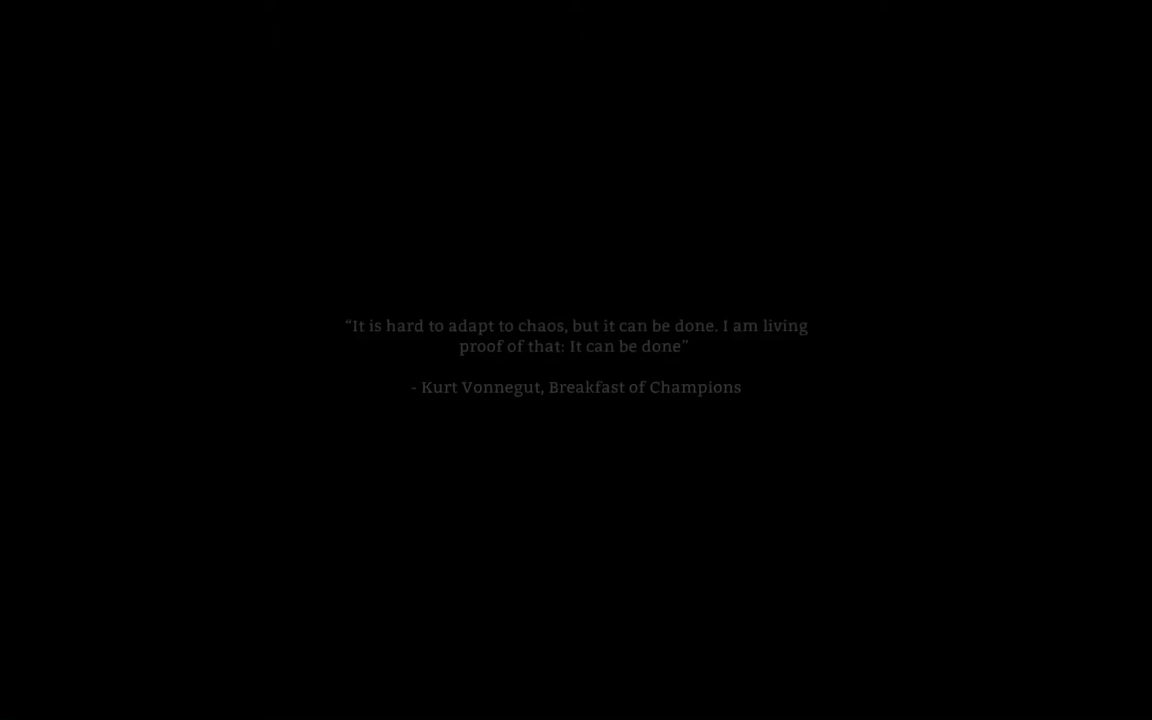 “It is hard to adapt to chaos, but it can be done. I am living
proof of that: It can be done”
- Kurt Vonnegut, Breakfast of Champions